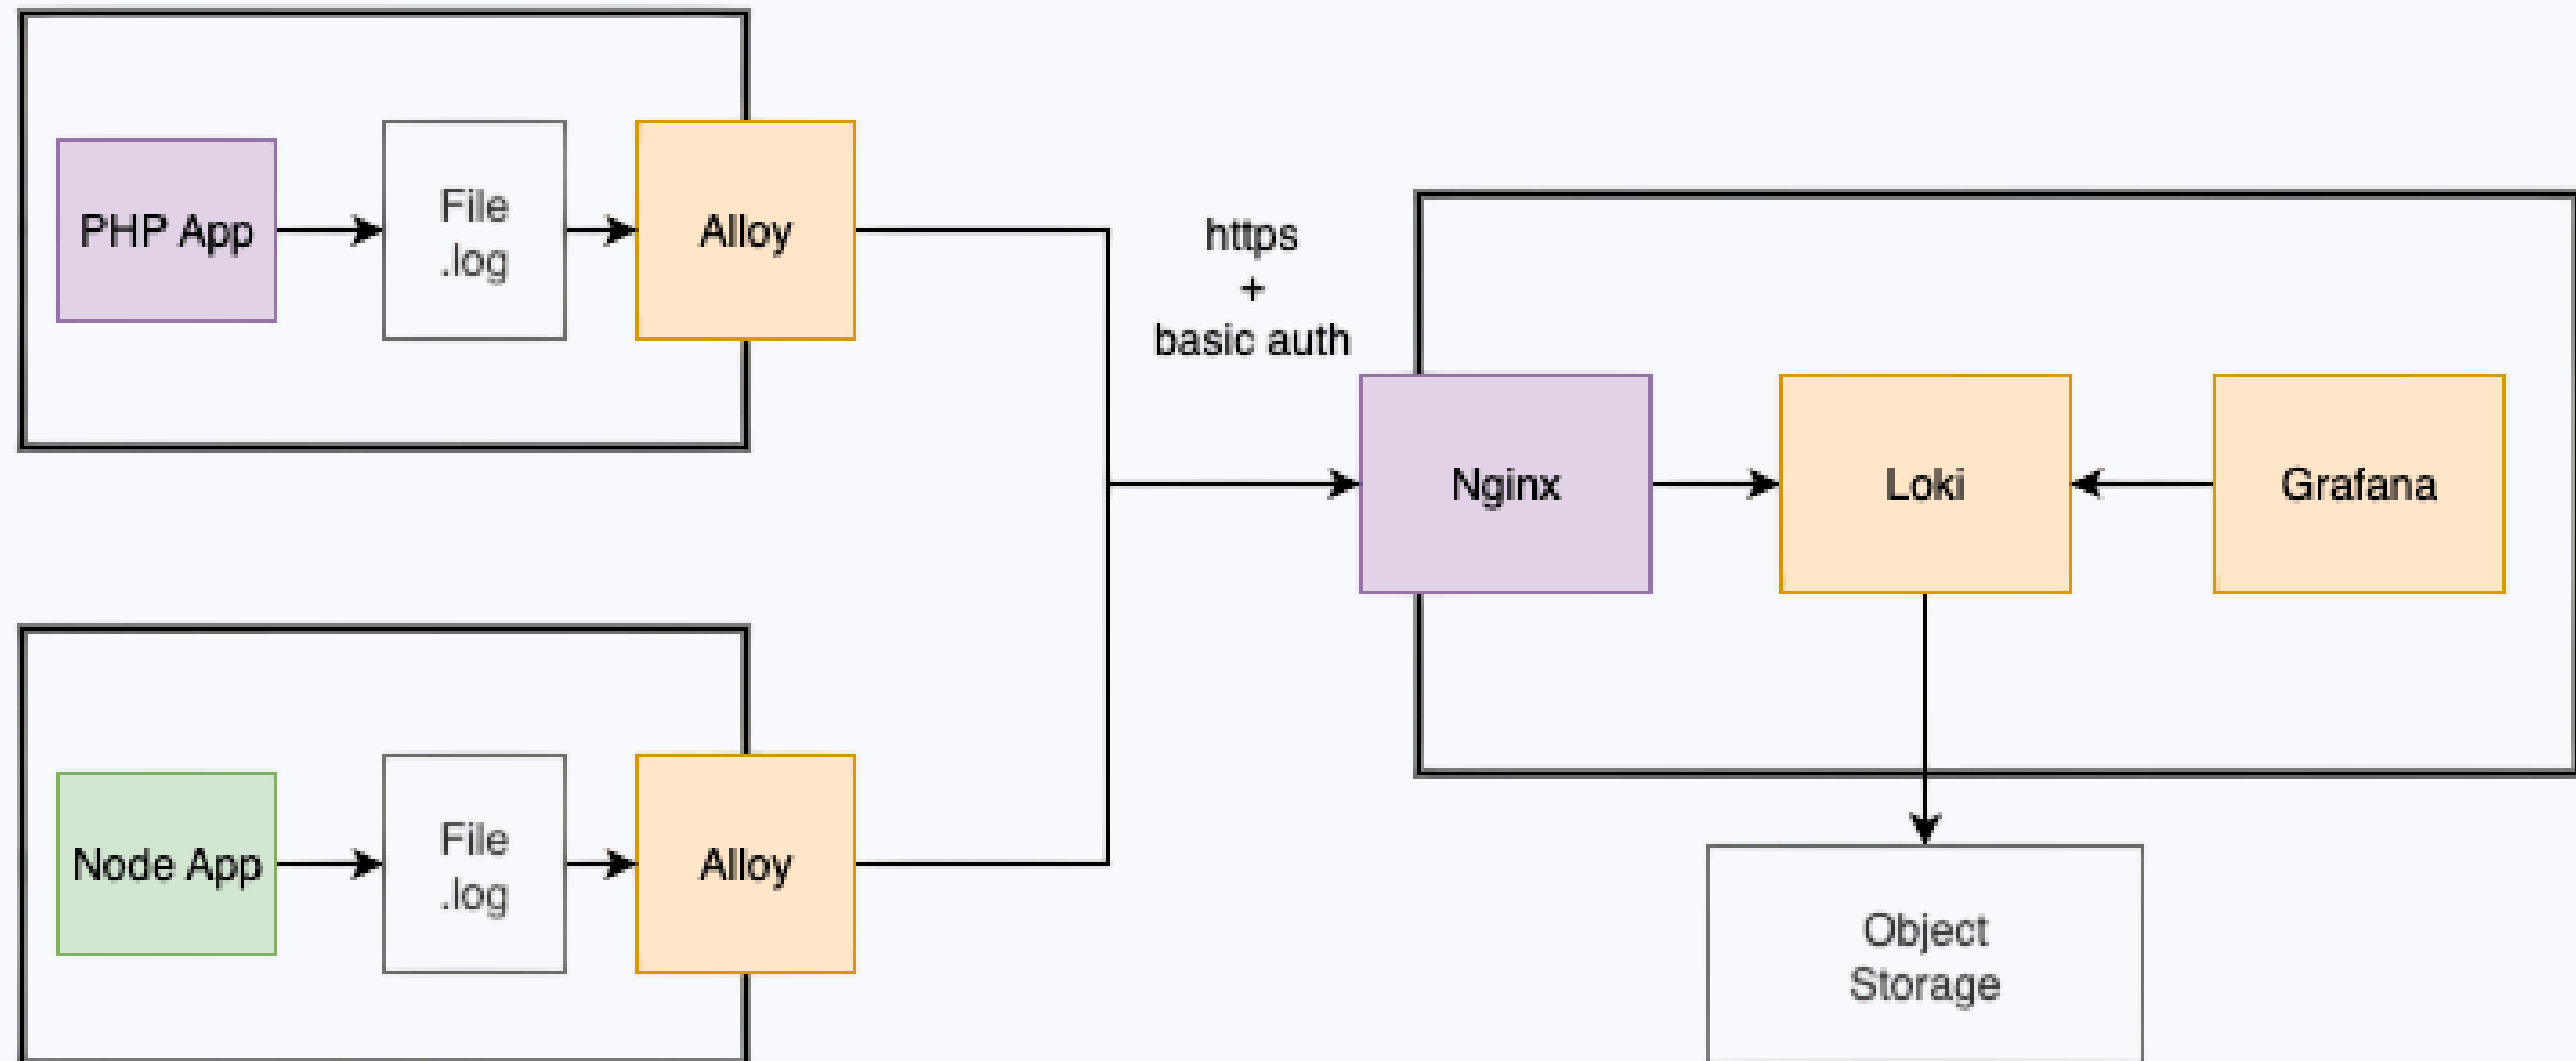 PHP App
File
.log
Alloy
https
+
basic auth
Nginx
Loki
Grafana
Node App
File
.log
Alloy
Object
Storage